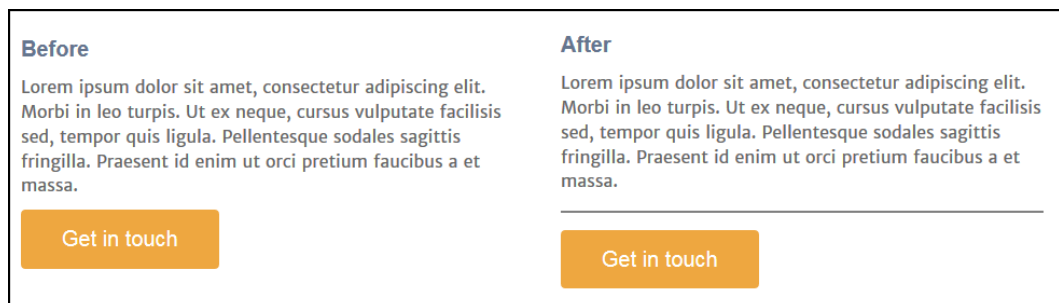 Before
Lorem ipsum dolor sit amet, consectetur adipiscing elit.
Morbi in leo turpis. Ut ex neque, cursus vulputate facilisis
sed, tempor quis ligula. Pellentesque sodales sagittis
fringilla. Praesent id enim ut orci pretium faucibus a et
massa.
Get in touch
After
Lorem ipsum dolor sit amet, consectetur adipiscing elit.
Morbi in leo turpis. Ut ex neque, cursus vulputate facilisis
sed, tempor quis ligula. Pellentesque sodales sagittis
fringilla. Praesent id enim ut orci pretium faucibus a et
massa.
Get in touch